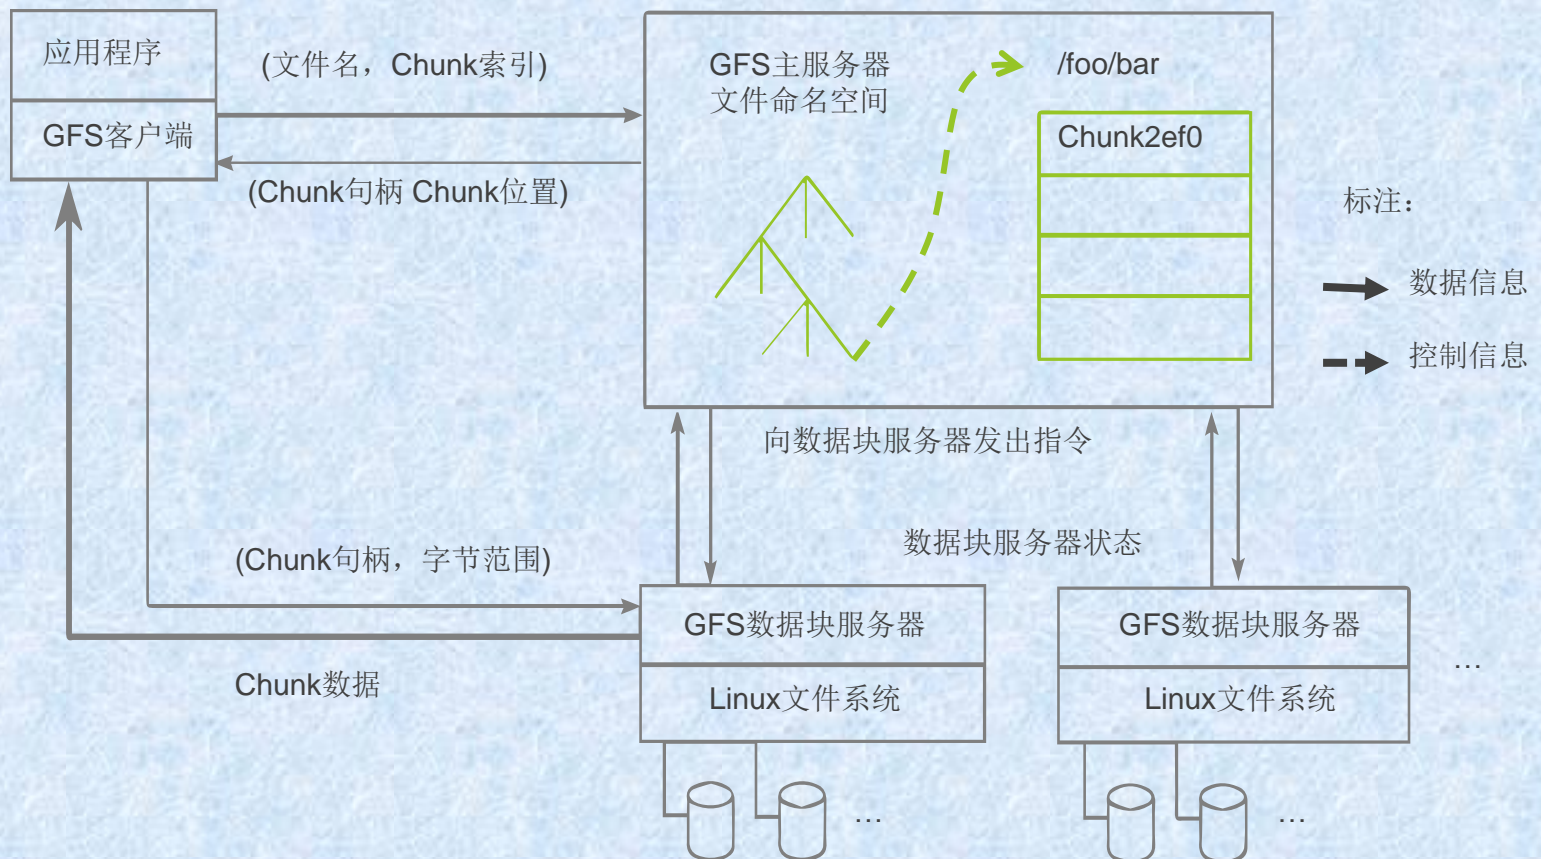 应用程序
GFS客户端
(文件名，Chunk索引)
(Chunk句柄 Chunk位置)
GFS主服务器
文件命名空间
/foo/bar
Chunk2ef0
标注：
数据信息
控制信息
向数据块服务器发出指令
数据块服务器状态
(Chunk句柄，字节范围)
Chunk数据
GFS数据块服务器
Linux文件系统
…
GFS数据块服务器
Linux文件系统
…
…